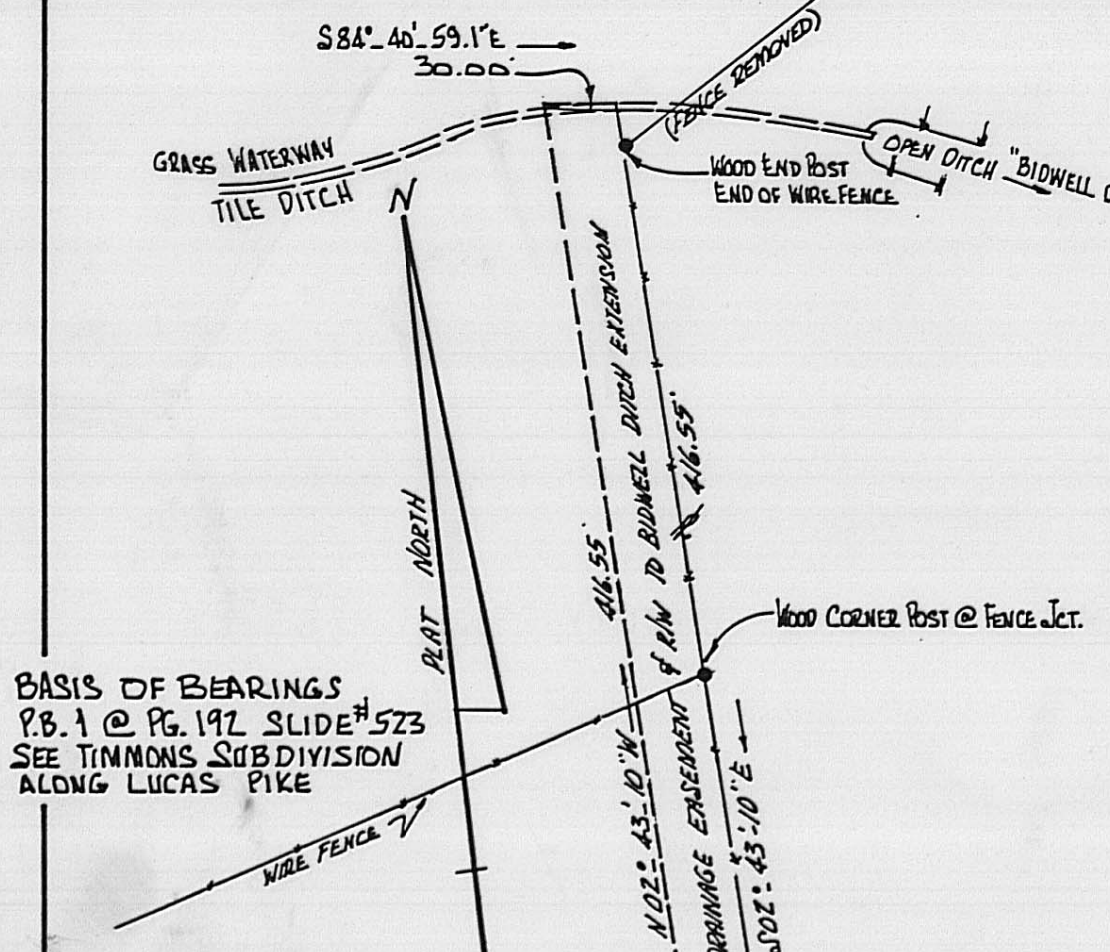 S84°-40'-59.1"E
30.00'
(FENCE REMOVED)
GRASS WATERWAY
TILE DITCH
N
WOOD END POST
END OF WIRE FENCE
OPEN DITCH "BIDWELL
DRAINAGE EASEMENT & R/W TO BIDWELL DITCH EXTENSION
416.55'
416.55'
PLAT NORTH
WOOD CORNER POST @ FENCE JCT.
BASIS OF BEARINGS
P.B. 1 @ PG. 192 SLIDE #523
SEE TIMMONS SUBDIVISION
ALONG LUCAS PIKE
WIRE FENCE
N02°-43'-10"W
S02°-43'-10"E